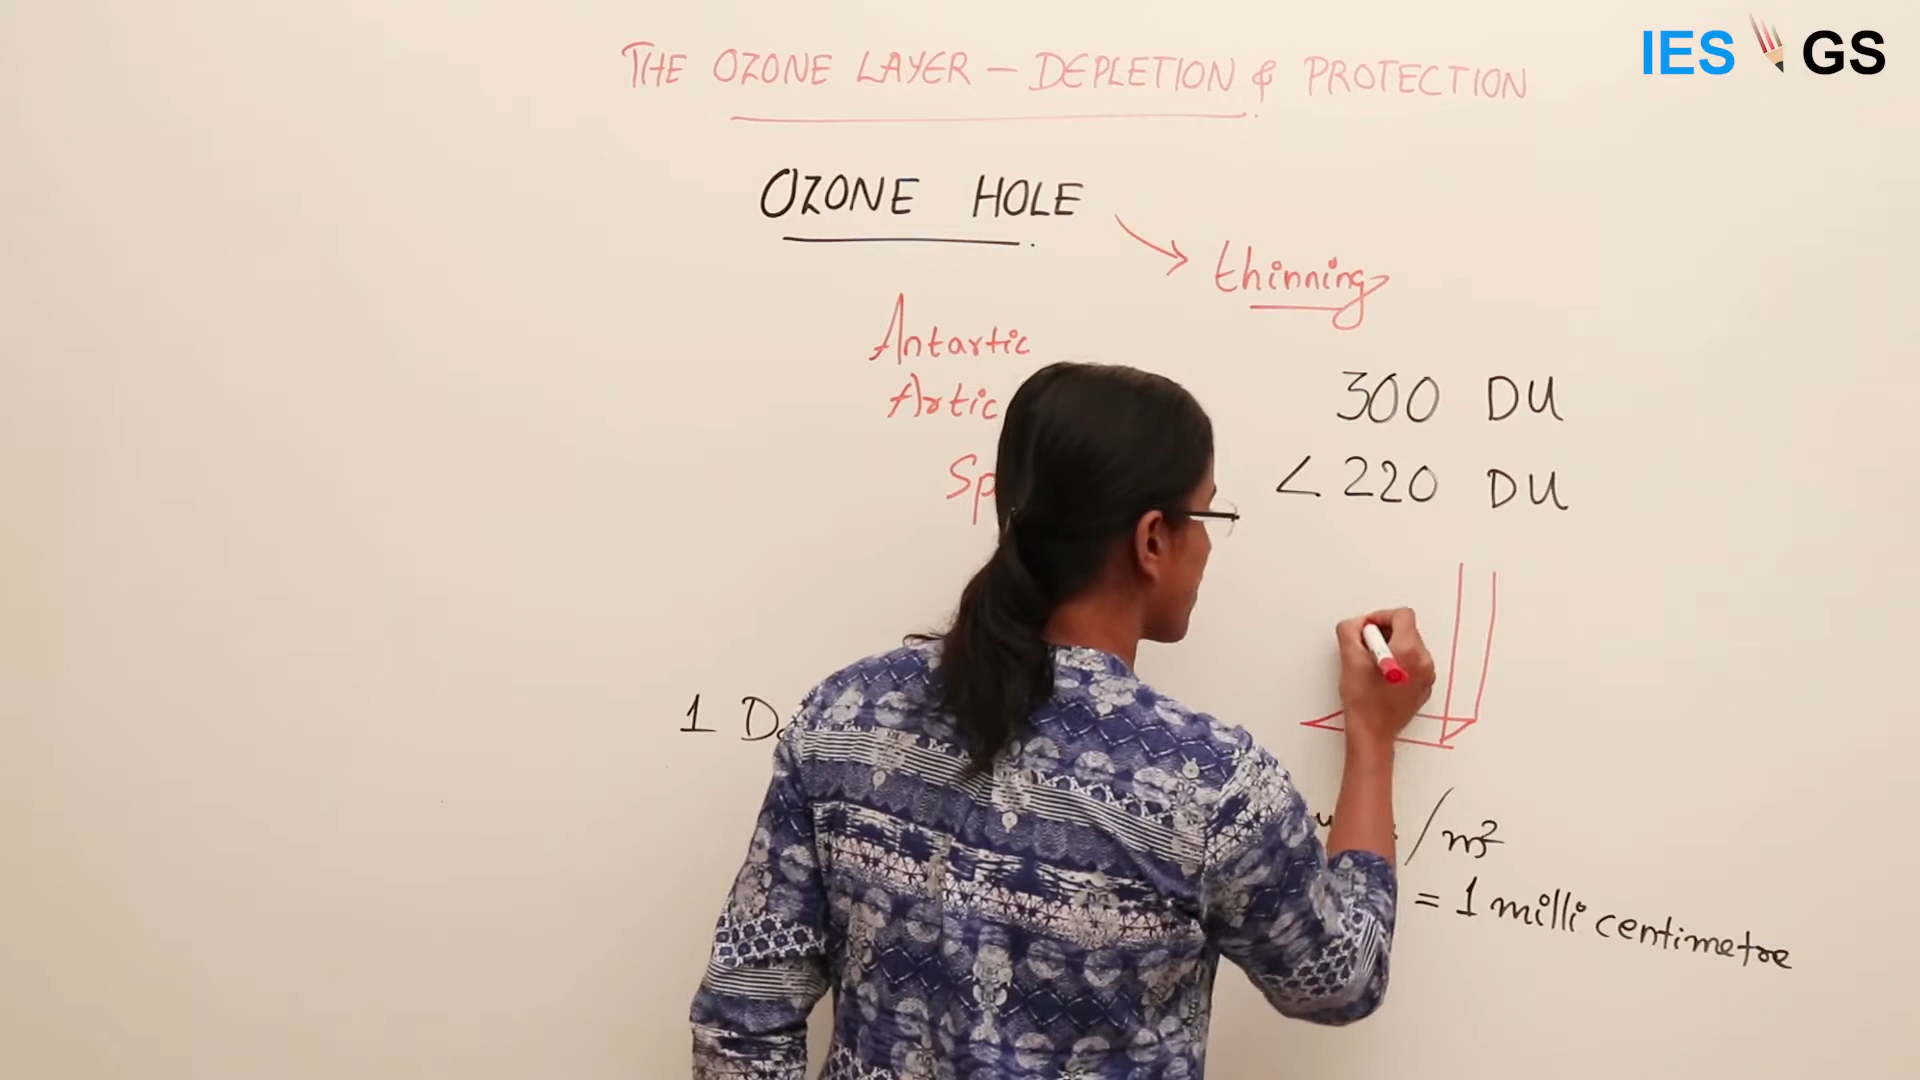 IES GS
THE OZONE LAYER – DEPLETION & PROTECTION
OZONE HOLE
thinning
Antartic
Artic
300 DU
< 220 DU
1
/m²
= 1 milli centimetre